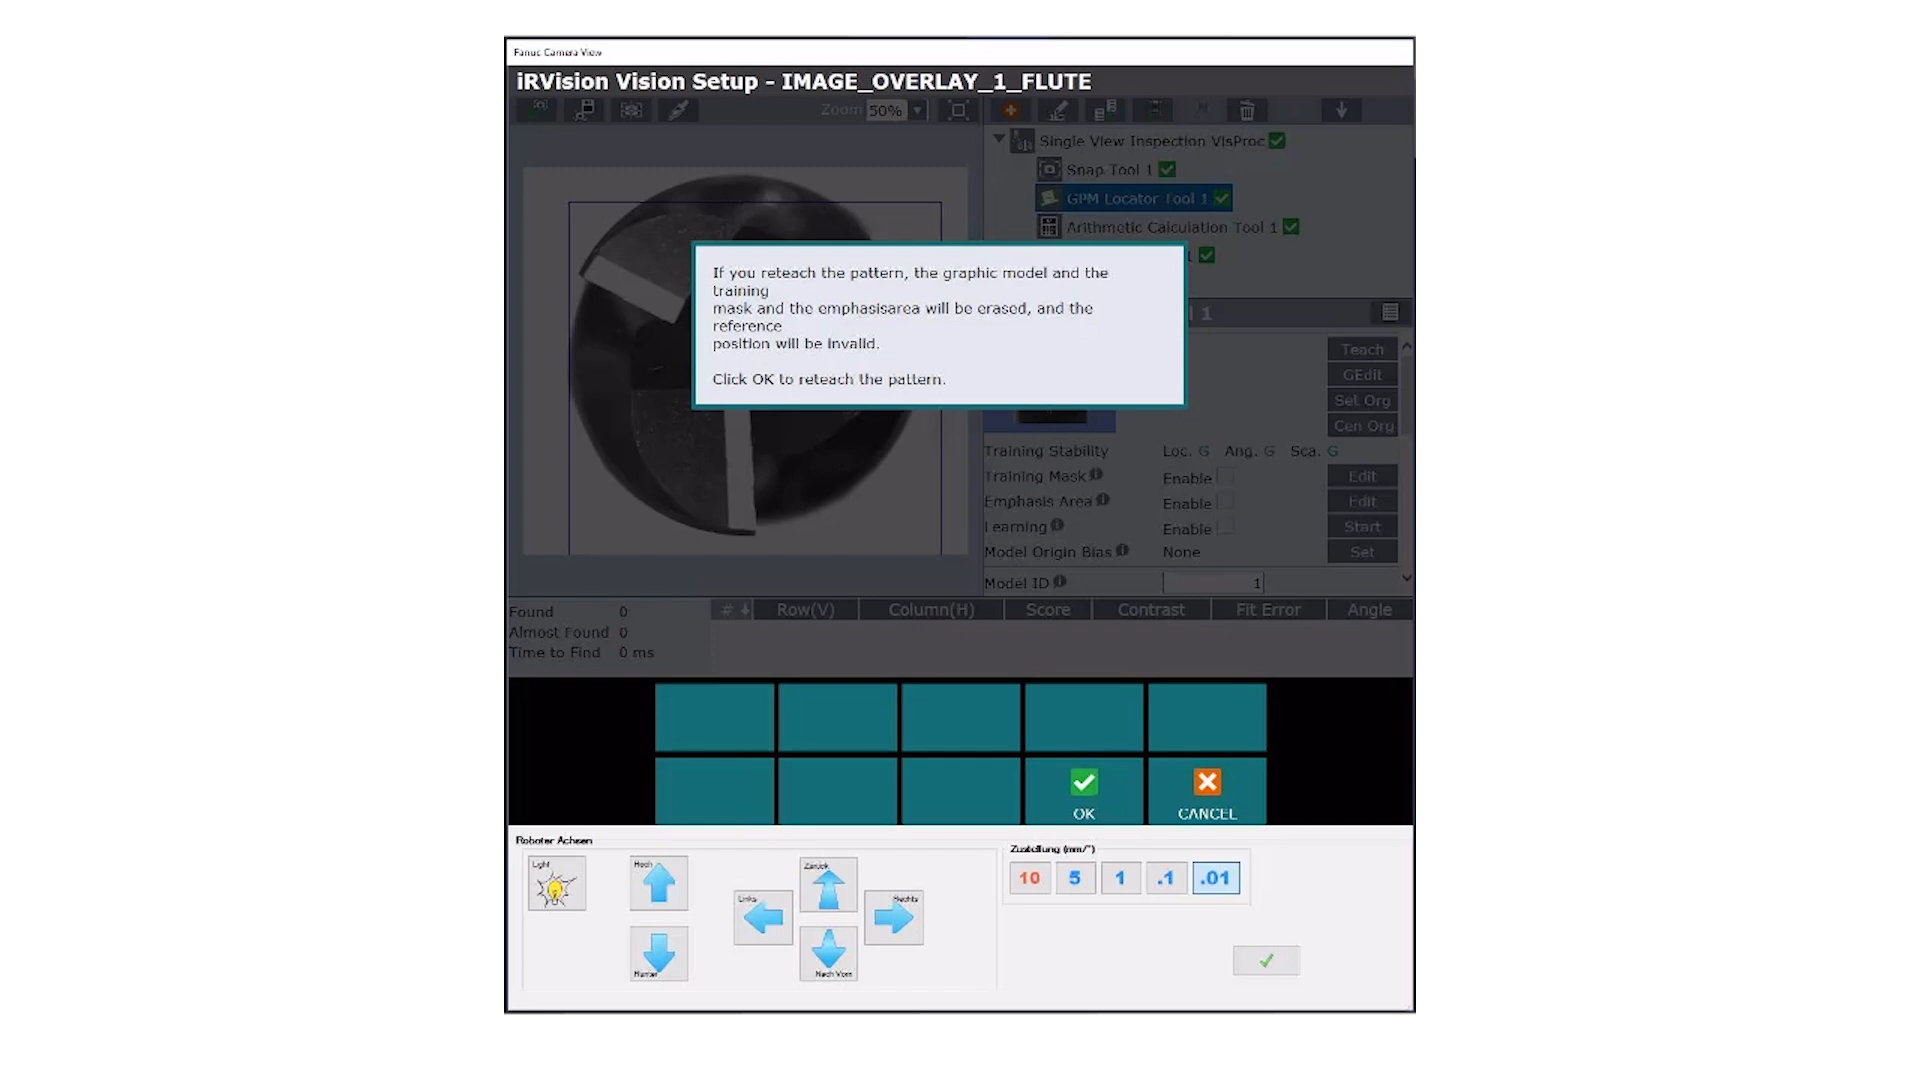 Fanuc Camera View
iRVision Vision Setup - IMAGE_OVERLAY_1_FLUTE
Zoom 50%
Single View Inspection VisProc
Snap Tool 1
GPM Locator Tool 1
Arithmetic Calculation Tool 1
1
1
If you reteach the pattern, the graphic model and the
training
mask and the emphasisarea will be erased, and the
reference
position will be invalid.
Click OK to reteach the pattern.
Teach
GEdit
Set Org
Cen Org
Training Stability Loc. G Ang. G Sca. G
Training Mask Enable Edit
Emphasis Area Enable Edit
Learning Enable Start
Model Origin Bias None Set
Model ID 1
Found 0
Almost Found 0
Time to Find 0 ms
# Row(V) Column(H) Score Contrast Fit Error Angle
OK
CANCEL
Roboter Achsen
Light
Hoch
Runter
Links
Zurück
Nach Vorn
Rechts
Zustellung (mm/°)
10 5 1 .1 .01